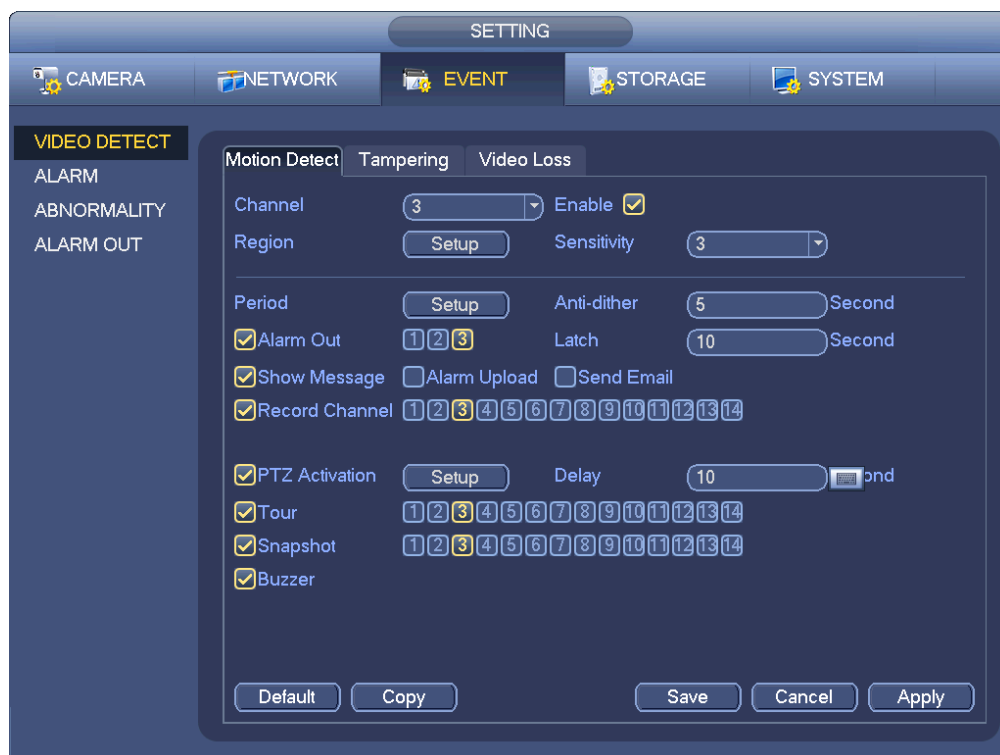 SETTING
CAMERA NETWORK EVENT STORAGE SYSTEM
VIDEO DETECT
ALARM
ABNORMALITY
ALARM OUT
Motion Detect Tampering Video Loss
Channel 3 Enable
Region Setup Sensitivity 3
Period Setup Anti-dither 5 Second
Alarm Out 1 2 3 Latch 10 Second
Show Message Alarm Upload Send Email
Record Channel 1 2 3 4 5 6 7 8 9 10 11 12 13 14
PTZ Activation Setup Delay 10 ond
Tour 1 2 3 4 5 6 7 8 9 10 11 12 13 14
Snapshot 1 2 3 4 5 6 7 8 9 10 11 12 13 14
Buzzer
Default Copy Save Cancel Apply